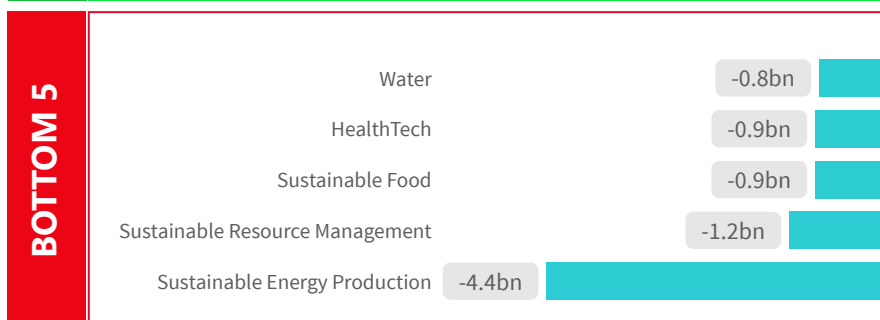 BOTTOM 5
Water -0.8bn
HealthTech -0.9bn
Sustainable Food -0.9bn
Sustainable Resource Management -1.2bn
Sustainable Energy Production -4.4bn